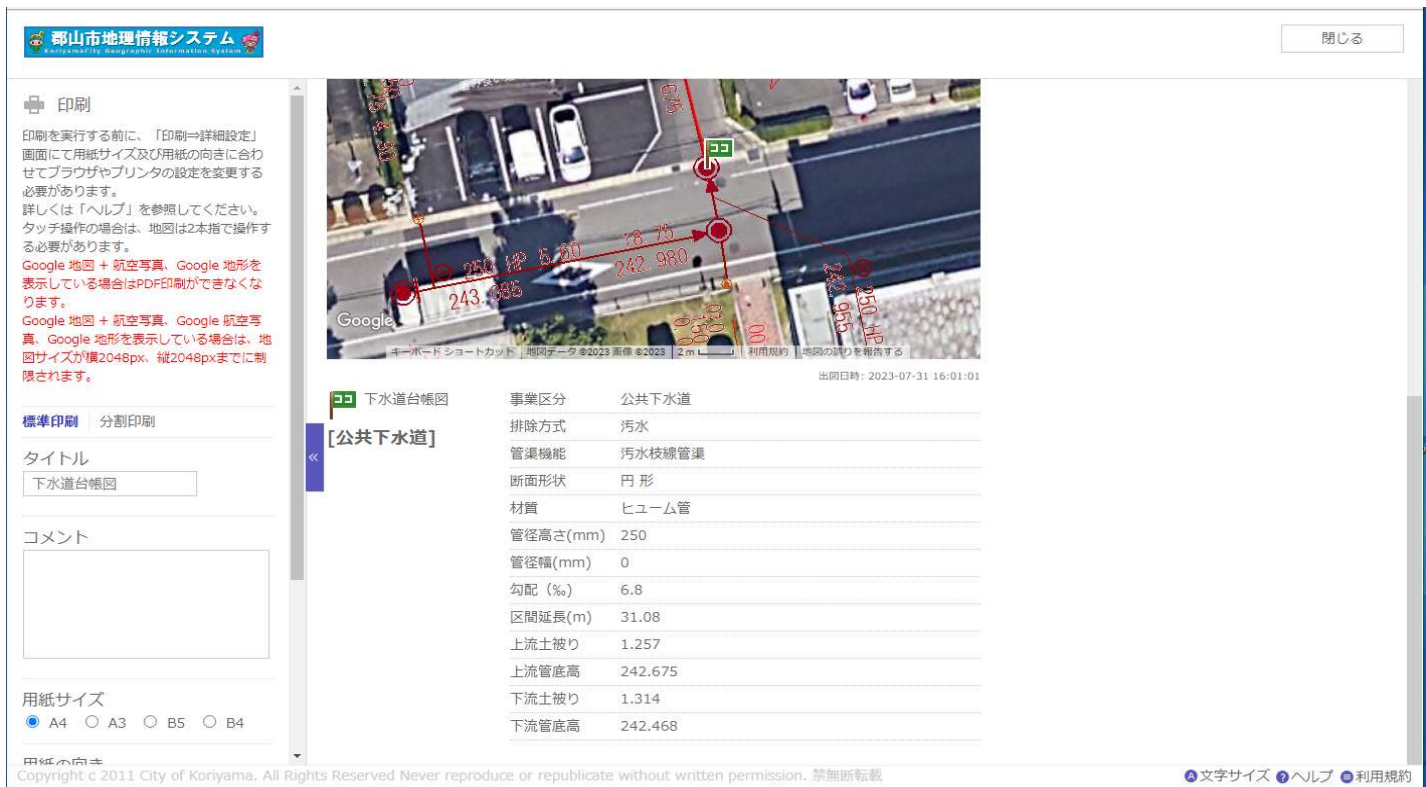 郡山市地理情報システム
KoriyamaCity Geographic Information System
閉じる
印刷
印刷を実行する前に、「印刷⇒詳細設定」
画面にて用紙サイズ及び用紙の向きに合わ
せてブラウザやプリンタの設定を変更する
必要があります。
詳しくは「ヘルプ」を参照してください。
タッチ操作の場合は、地図は2本指で操作す
る必要があります。
Google 地図 + 航空写真、Google 地形を
表示している場合はPDF印刷ができなくな
ります。
Google 地図 + 航空写真、Google 航空写
真、Google 地形を表示している場合は、地
図サイズが横2048px、縦2048pxまでに制
限されます。
標準印刷 分割印刷
タイトル
下水道台帳図
コメント
用紙サイズ
A4 A3 B5 B4
用紙の向き
675
ココ
250 HP 5.60 18.75
243.685 242.980
250 HP
242.955
Google
キーボード ショートカット 地図データ ©2023 画像 ©2023 2 m 利用規約 地図の誤りを報告する
出図日時: 2023-07-31 16:01:01
ココ 下水道台帳図
[公共下水道]
«
事業区分 公共下水道
排除方式 汚水
管渠機能 汚水枝線管渠
断面形状 円 形
材質 ヒューム管
管径高さ(mm) 250
管径幅(mm) 0
勾配（‰） 6.8
区間延長(m) 31.08
上流土被り 1.257
上流管底高 242.675
下流土被り 1.314
下流管底高 242.468
Copyright c 2011 City of Koriyama. All Rights Reserved Never reproduce or republicate without written permission. 禁無断転載
A文字サイズ ?ヘルプ 利用規約